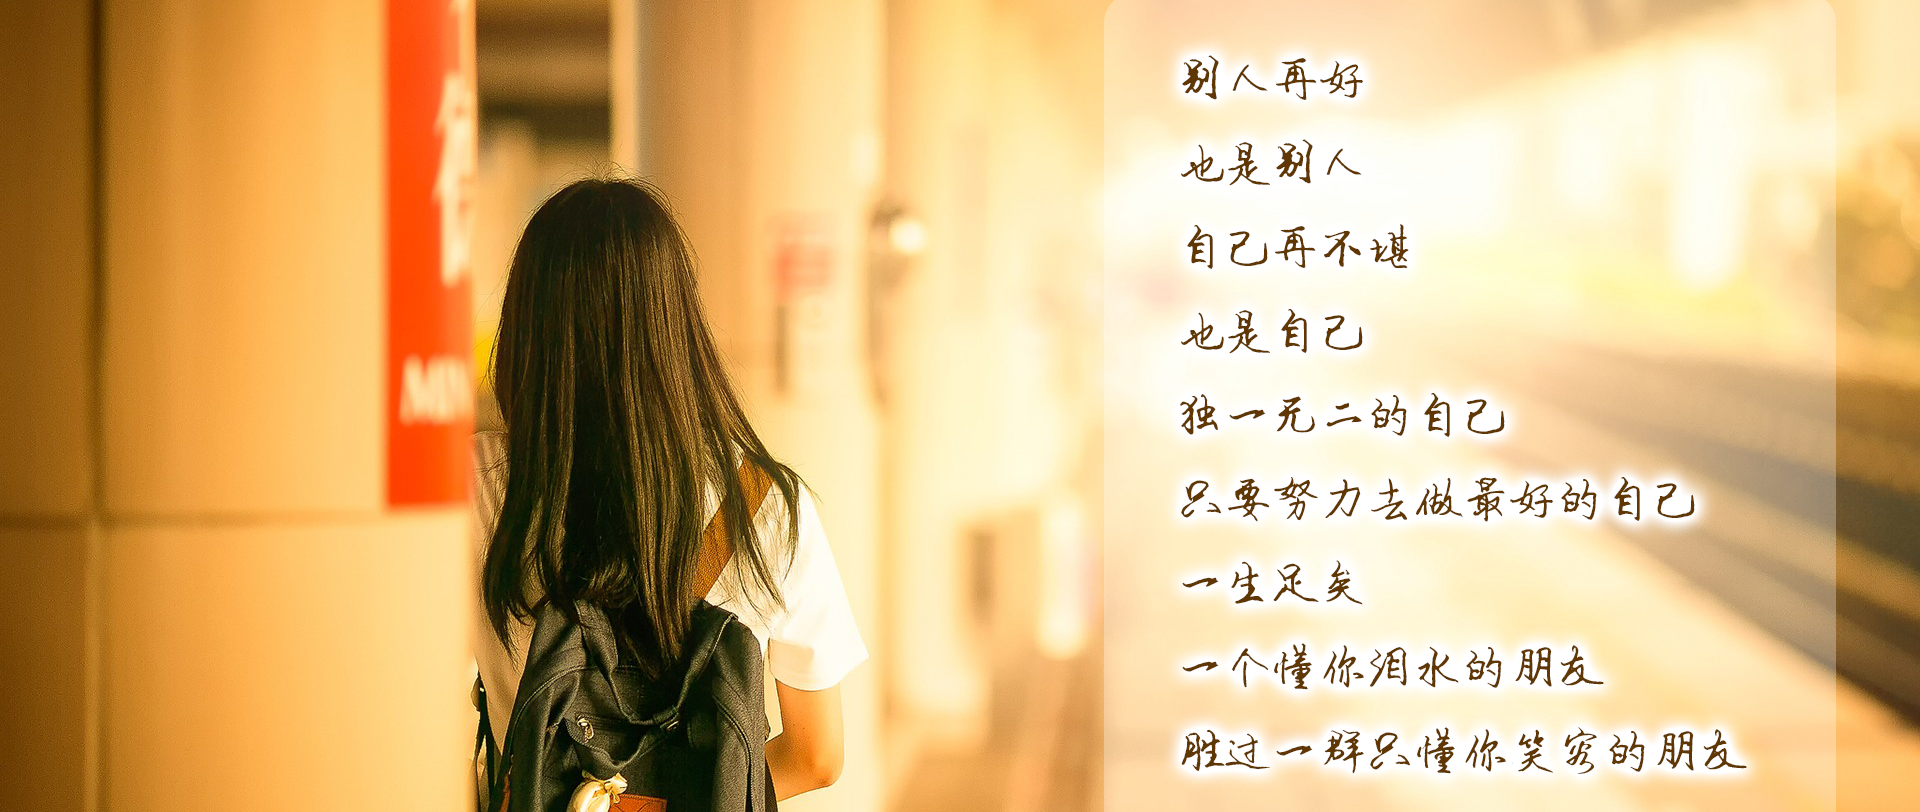 别人再好
也是别人
自己再不堪
也是自己
独一无二的自己
只要努力去做最好的自己
一生足矣
一个懂你泪水的朋友
胜过一群只懂你笑容的朋友